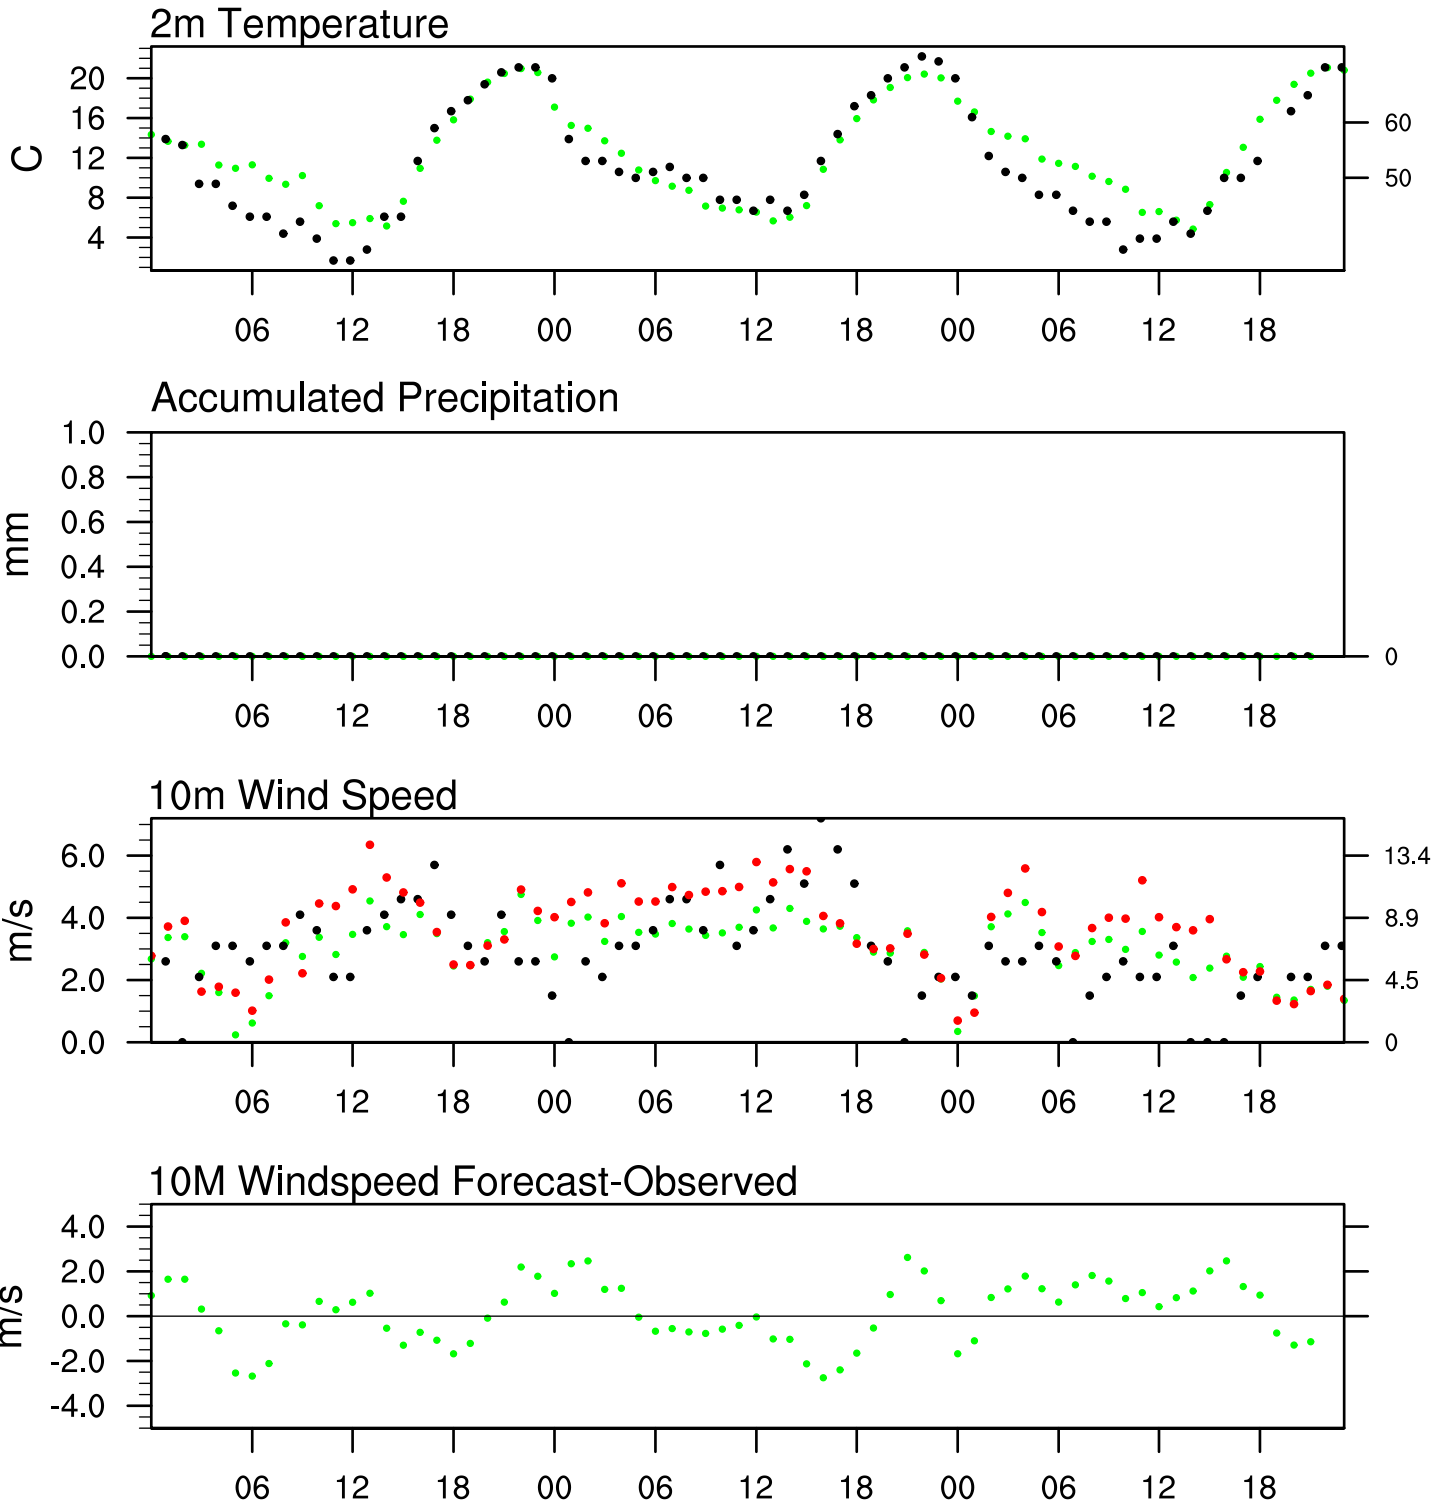 2m Temperature
20
16
12
8
4
C
60
50
06 12 18 00 06 12 18 00 06 12 18
Accumulated Precipitation
1.0
0.8
0.6
0.4
0.2
0.0
mm
0
06 12 18 00 06 12 18 00 06 12 18
10m Wind Speed
6.0
4.0
2.0
0.0
m/s
13.4
8.9
4.5
0
06 12 18 00 06 12 18 00 06 12 18
10M Windspeed Forecast-Observed
4.0
2.0
0.0
-2.0
-4.0
m/s
06 12 18 00 06 12 18 00 06 12 18